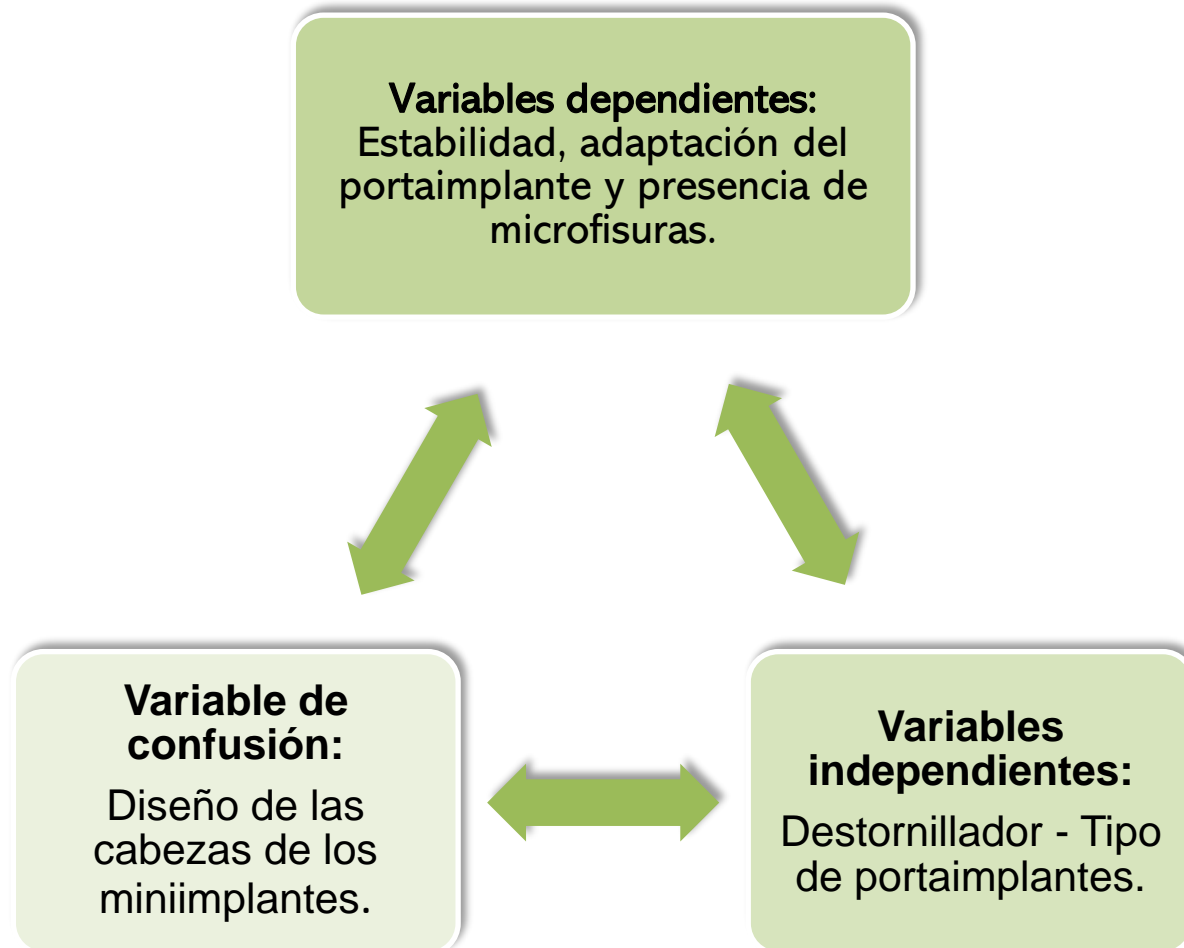 Variables dependientes:
Estabilidad, adaptación del
portaimplante y presencia de
microfisuras.
Variable de
confusión:
Diseño de las
cabezas de los
miniimplantes.
Variables
independientes:
Destornillador - Tipo
de portaimplantes.